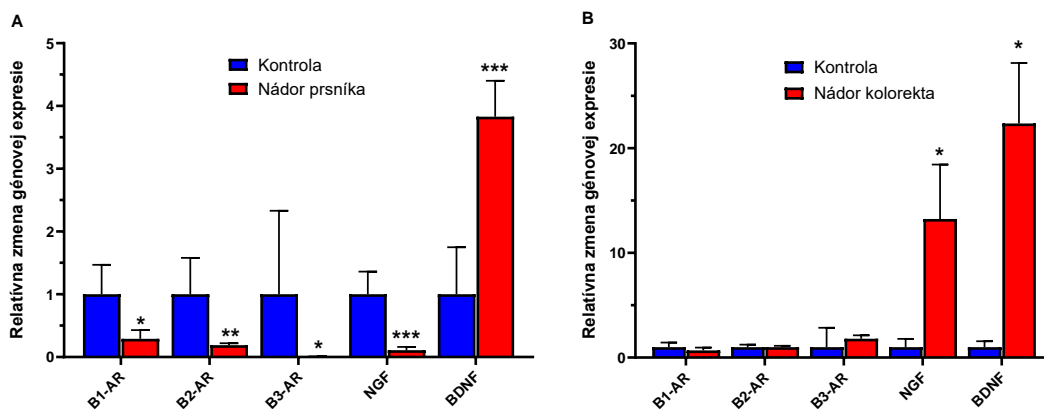 A
Relatívna zmena génovej expresie
5
4
3
2
1
0
Kontrola
Nádor prsníka
*
**
*
***
***
B1-AR
B2-AR
B3-AR
NGF
BDNF
B
Relatívna zmena génovej expresie
30
20
10
0
Kontrola
Nádor kolorekta
*
*
B1-AR
B2-AR
B3-AR
NGF
BDNF